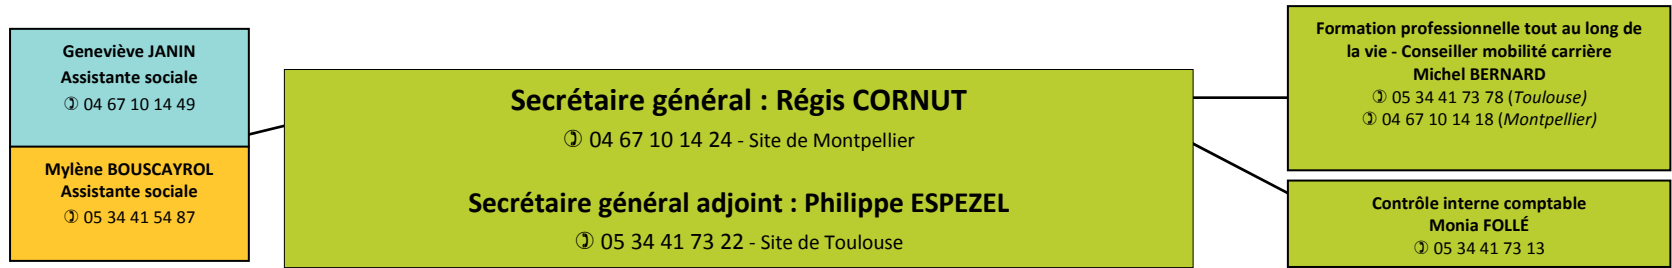 Geneviève JANIN
Assistante sociale
✆ 04 67 10 14 49
Mylène BOUSCAYROL
Assistante sociale
✆ 05 34 41 54 87
Secrétaire général : Régis CORNUT
✆ 04 67 10 14 24 - Site de Montpellier
Secrétaire général adjoint : Philippe ESPEZEL
✆ 05 34 41 73 22 - Site de Toulouse
Formation professionnelle tout au long de
la vie - Conseiller mobilité carrière
Michel BERNARD
✆ 05 34 41 73 78 (Toulouse)
✆ 04 67 10 14 18 (Montpellier)
Contrôle interne comptable
Monia FOLLÉ
✆ 05 34 41 73 13